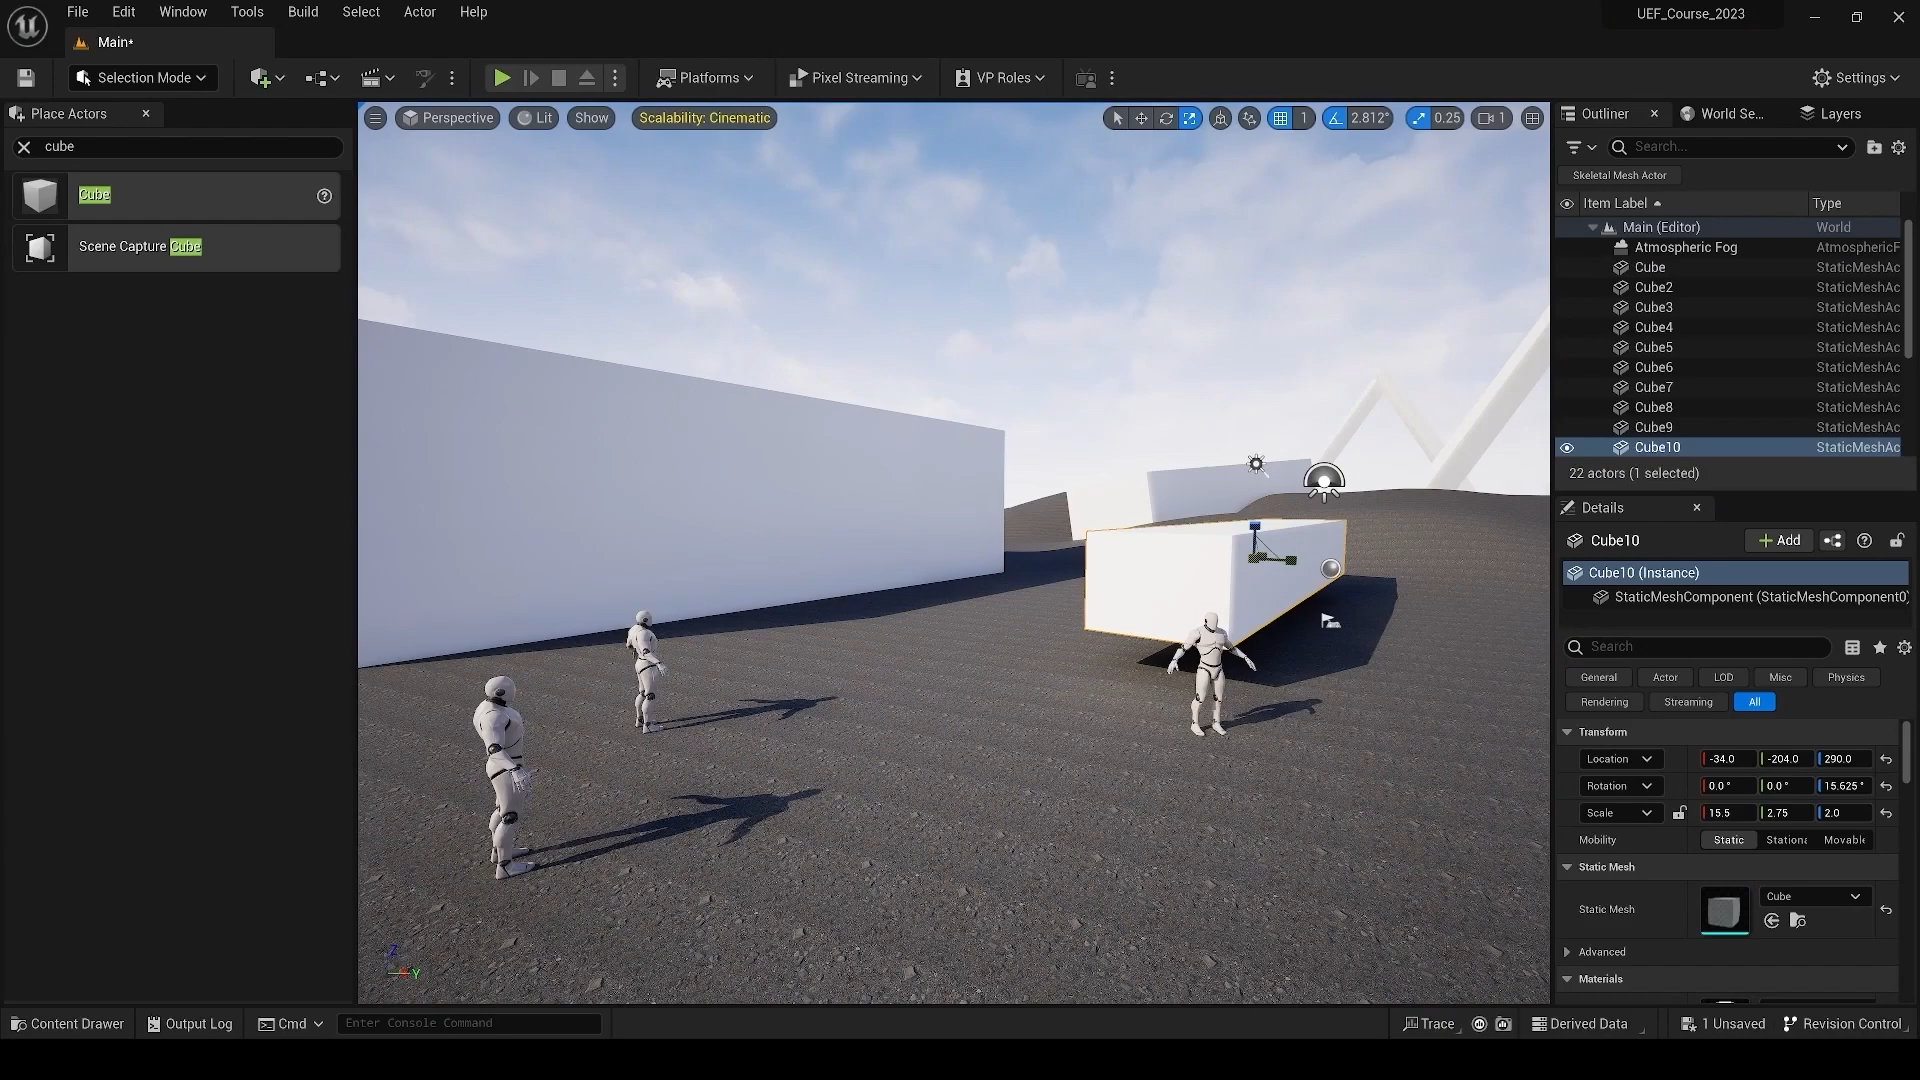 File Edit Window Tools Build Select Actor Help
UEF_Course_2023
Main*
Selection Mode
Platforms
Pixel Streaming
VP Roles
Settings
Place Actors
cube
Cube
Scene Capture Cube
Perspective
Lit
Show
Scalability: Cinematic
1
2.812°
0.25
1
Outliner
World Se...
Layers
Search...
Skeletal Mesh Actor
Item Label Type
Main (Editor) World
Atmospheric Fog AtmosphericF
Cube StaticMeshAc
Cube2 StaticMeshAc
Cube3 StaticMeshAc
Cube4 StaticMeshAc
Cube5 StaticMeshAc
Cube6 StaticMeshAc
Cube7 StaticMeshAc
Cube8 StaticMeshAc
Cube9 StaticMeshAc
Cube10 StaticMeshAc
22 actors (1 selected)
Details
Cube10
Add
Cube10 (Instance)
StaticMeshComponent (StaticMeshComponent0)
Search
General Actor LOD Misc Physics
Rendering Streaming All
Transform
Location -34.0 -204.0 290.0
Rotation 0.0° 0.0° 15.625°
Scale 15.5 2.75 2.0
Mobility Static Stationa Movable
Static Mesh
Static Mesh Cube
Advanced
Materials
Z
Y
Content Drawer
Output Log
Cmd
Enter Console Command
Trace
Derived Data
1 Unsaved
Revision Control